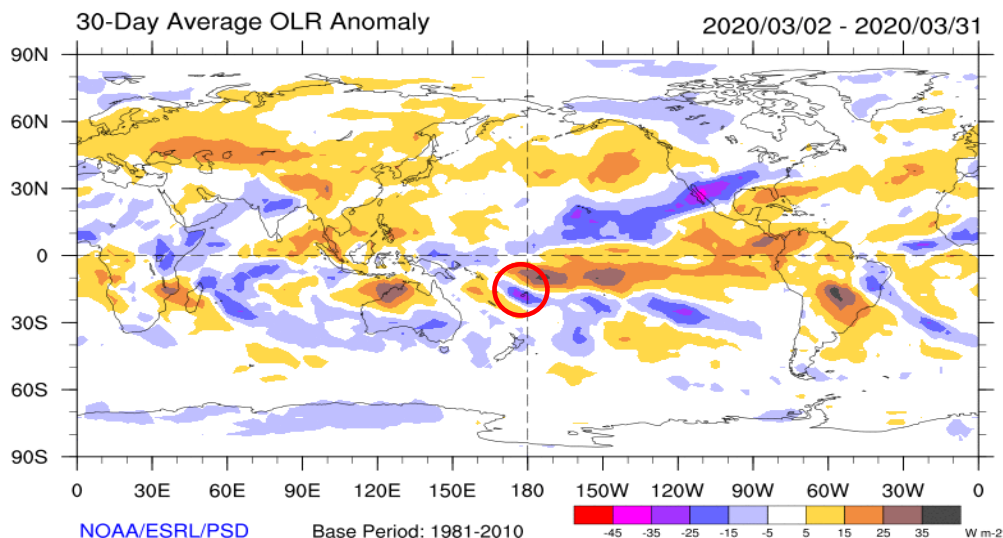 30-Day Average OLR Anomaly 2020/03/02 - 2020/03/31
90N
60N
30N
0
30S
60S
90S
0 30E 60E 90E 120E 150E 180 150W 120W 90W 60W 30W 0
-45 -35 -25 -15 -5 5 15 25 35 W m-2
NOAA/ESRL/PSD Base Period: 1981-2010